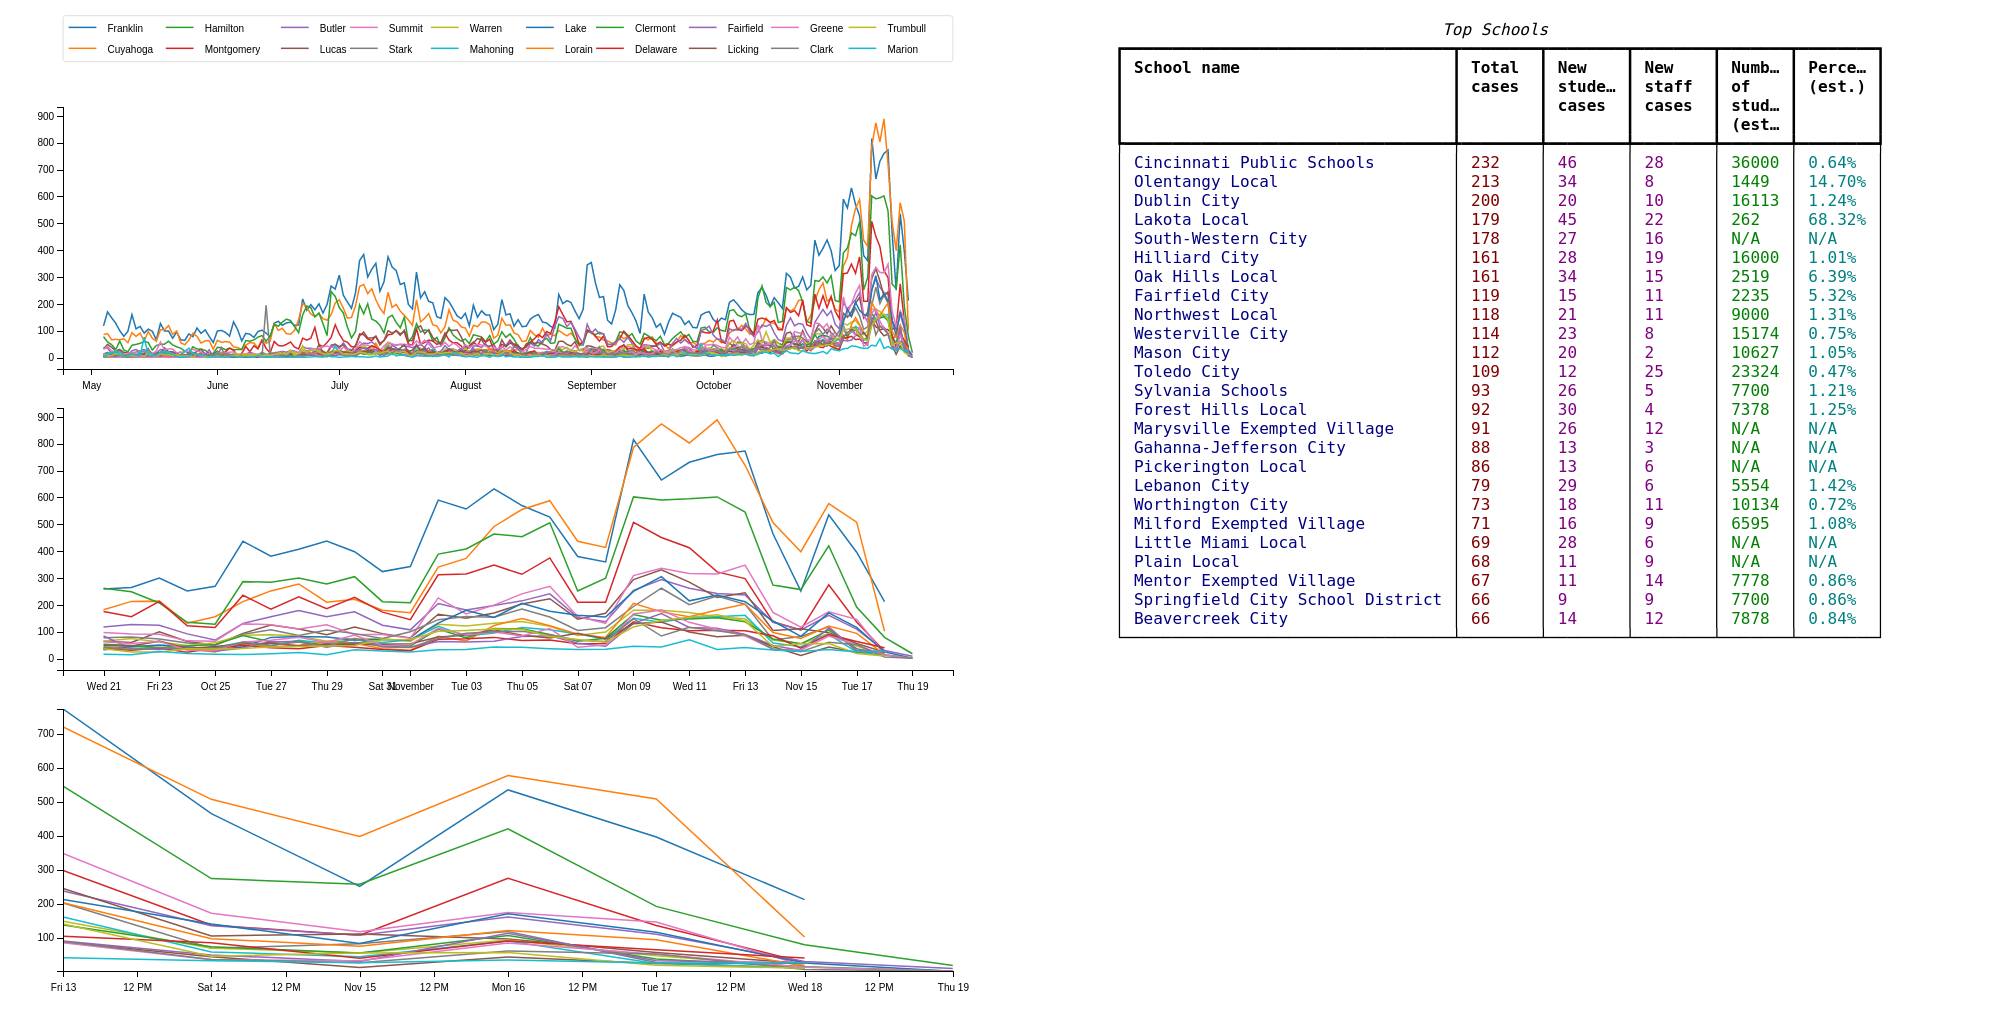 Franklin Hamilton Butler Summit Warren Lake Clermont Fairfield Greene Trumbull
Cuyahoga Montgomery Lucas Stark Mahoning Lorain Delaware Licking Clark Marion
900
800
700
600
500
400
300
200
100
0
May June July August September October November
900
800
700
600
500
400
300
200
100
0
Wed 21 Fri 23 Oct 25 Tue 27 Thu 29 Sat 31 November Tue 03 Thu 05 Sat 07 Mon 09 Wed 11 Fri 13 Nov 15 Tue 17 Thu 19
700
600
500
400
300
200
100
Fri 13 12 PM Sat 14 12 PM Nov 15 12 PM Mon 16 12 PM Tue 17 12 PM Wed 18 12 PM Thu 19
Top Schools
School name Total New New Numb… Perce…
cases stude… staff of (est.)
cases cases stud…
(est…
Cincinnati Public Schools 232 46 28 36000 0.64%
Olentangy Local 213 34 8 1449 14.70%
Dublin City 200 20 10 16113 1.24%
Lakota Local 179 45 22 262 68.32%
South-Western City 178 27 16 N/A N/A
Hilliard City 161 28 19 16000 1.01%
Oak Hills Local 161 34 15 2519 6.39%
Fairfield City 119 15 11 2235 5.32%
Northwest Local 118 21 11 9000 1.31%
Westerville City 114 23 8 15174 0.75%
Mason City 112 20 2 10627 1.05%
Toledo City 109 12 25 23324 0.47%
Sylvania Schools 93 26 5 7700 1.21%
Forest Hills Local 92 30 4 7378 1.25%
Marysville Exempted Village 91 26 12 N/A N/A
Gahanna-Jefferson City 88 13 3 N/A N/A
Pickerington Local 86 13 6 N/A N/A
Lebanon City 79 29 6 5554 1.42%
Worthington City 73 18 11 10134 0.72%
Milford Exempted Village 71 16 9 6595 1.08%
Little Miami Local 69 28 6 N/A N/A
Plain Local 68 11 9 N/A N/A
Mentor Exempted Village 67 11 14 7778 0.86%
Springfield City School District 66 9 9 7700 0.86%
Beavercreek City 66 14 12 7878 0.84%